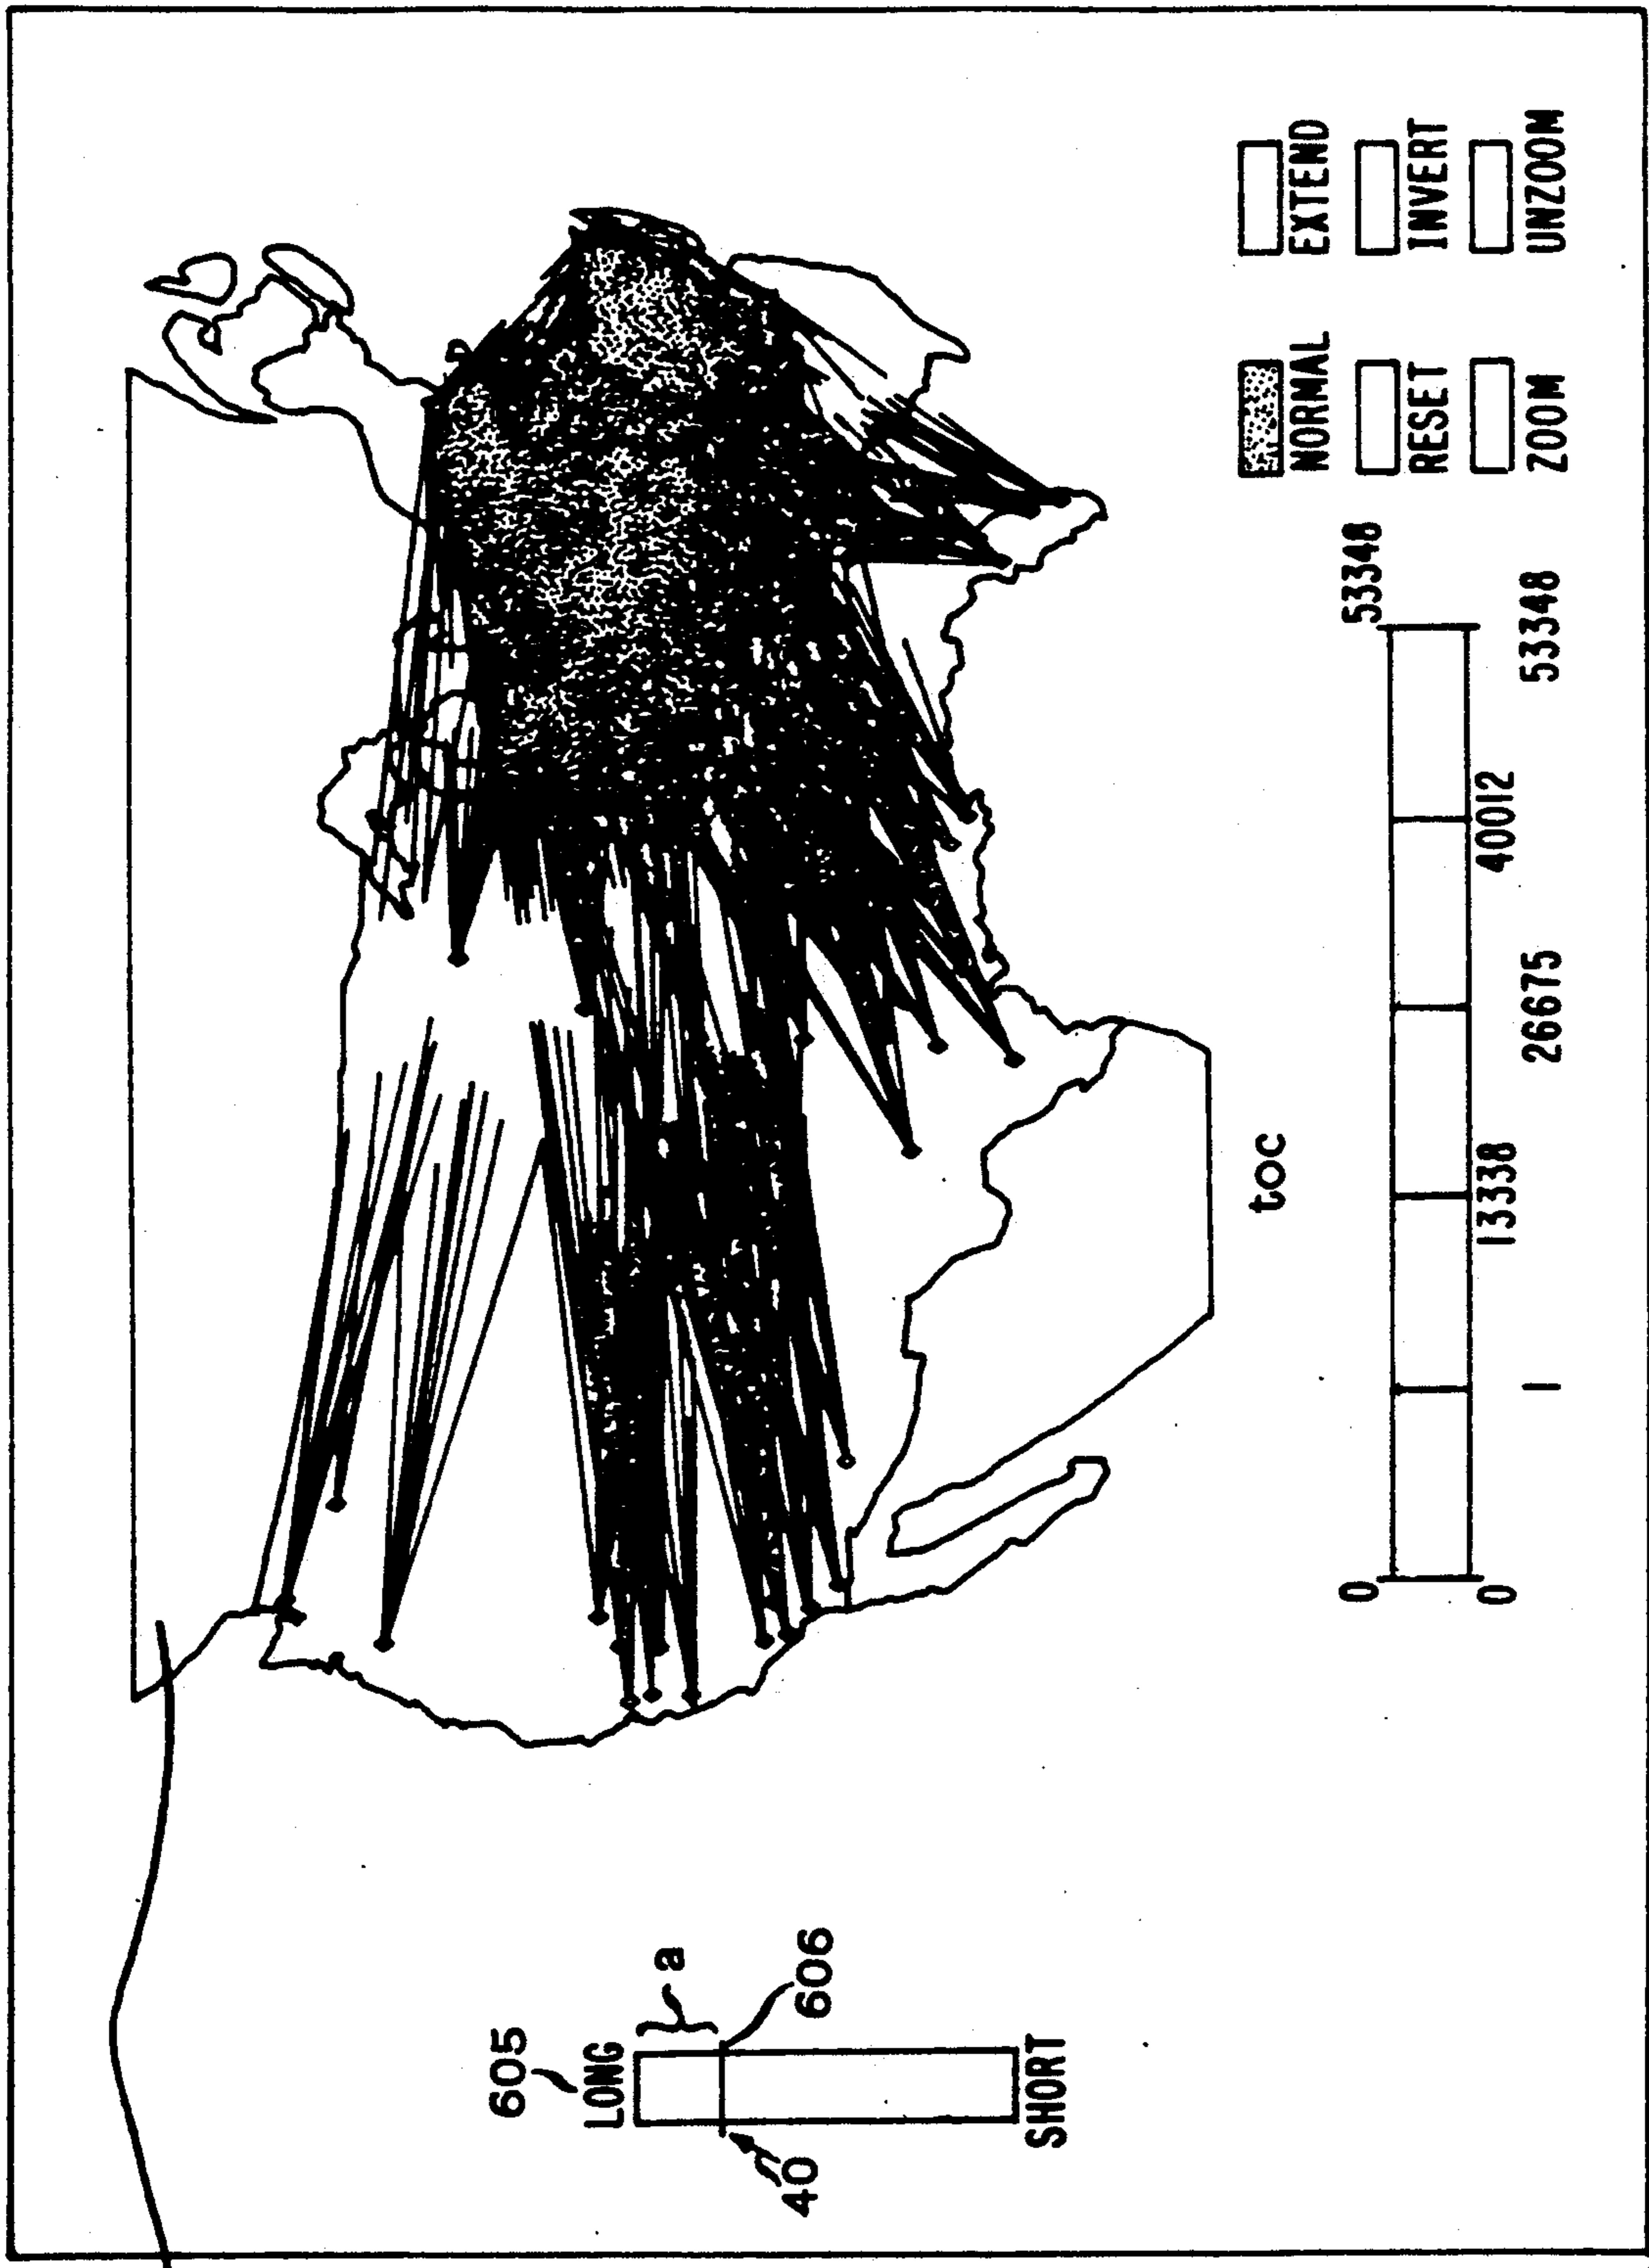 605
LONG
a
40
606
SHORT
toc
NORMAL EXTEND
0 53348
RESET INVERT
0 13338 40012
1 26675 53348
ZOOM UNZOOM